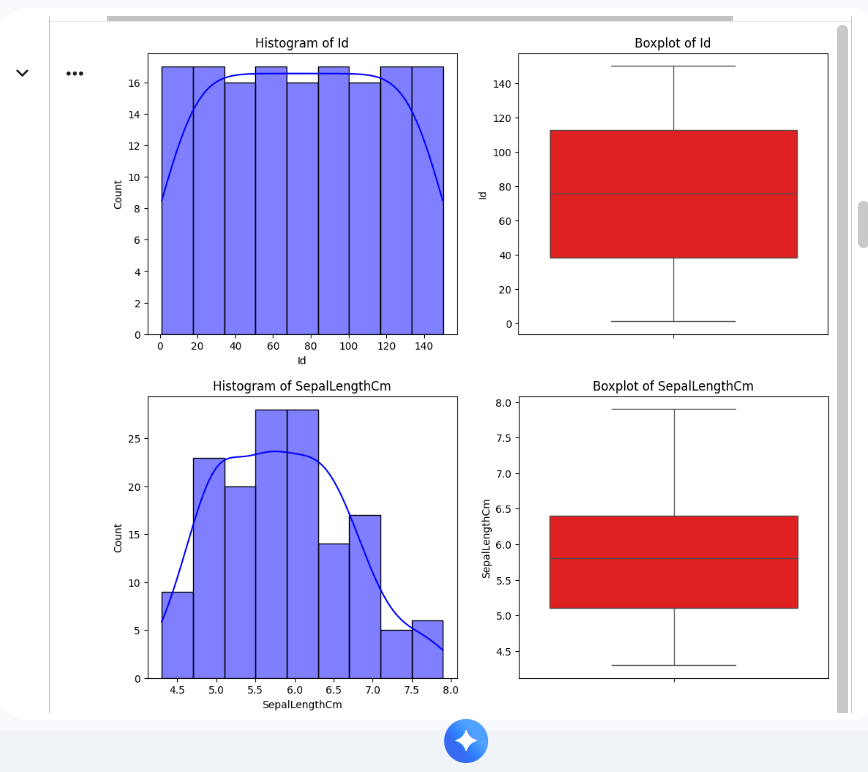 Histogram of Id
Boxplot of Id
Count
16
14
12
10
8
6
4
2
0
0 20 40 60 80 100 120 140
Id
Id
140
120
100
80
60
40
20
0
Histogram of SepalLengthCm
Boxplot of SepalLengthCm
Count
25
20
15
10
5
0
4.5 5.0 5.5 6.0 6.5 7.0 7.5 8.0
SepalLengthCm
SepalLengthCm
8.0
7.5
7.0
6.5
6.0
5.5
5.0
4.5